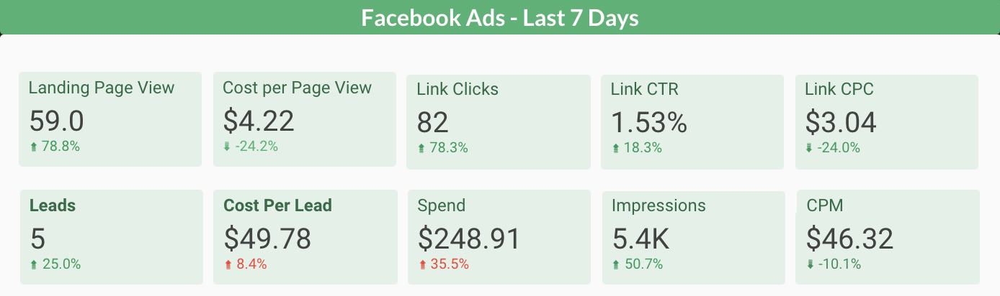 Facebook Ads - Last 7 Days
Landing Page View
59.0
78.8%
Cost per Page View
$4.22
-24.2%
Link Clicks
82
78.3%
Link CTR
1.53%
18.3%
Link CPC
$3.04
-24.0%
Leads
5
25.0%
Cost Per Lead
$49.78
8.4%
Spend
$248.91
35.5%
Impressions
5.4K
50.7%
CPM
$46.32
-10.1%